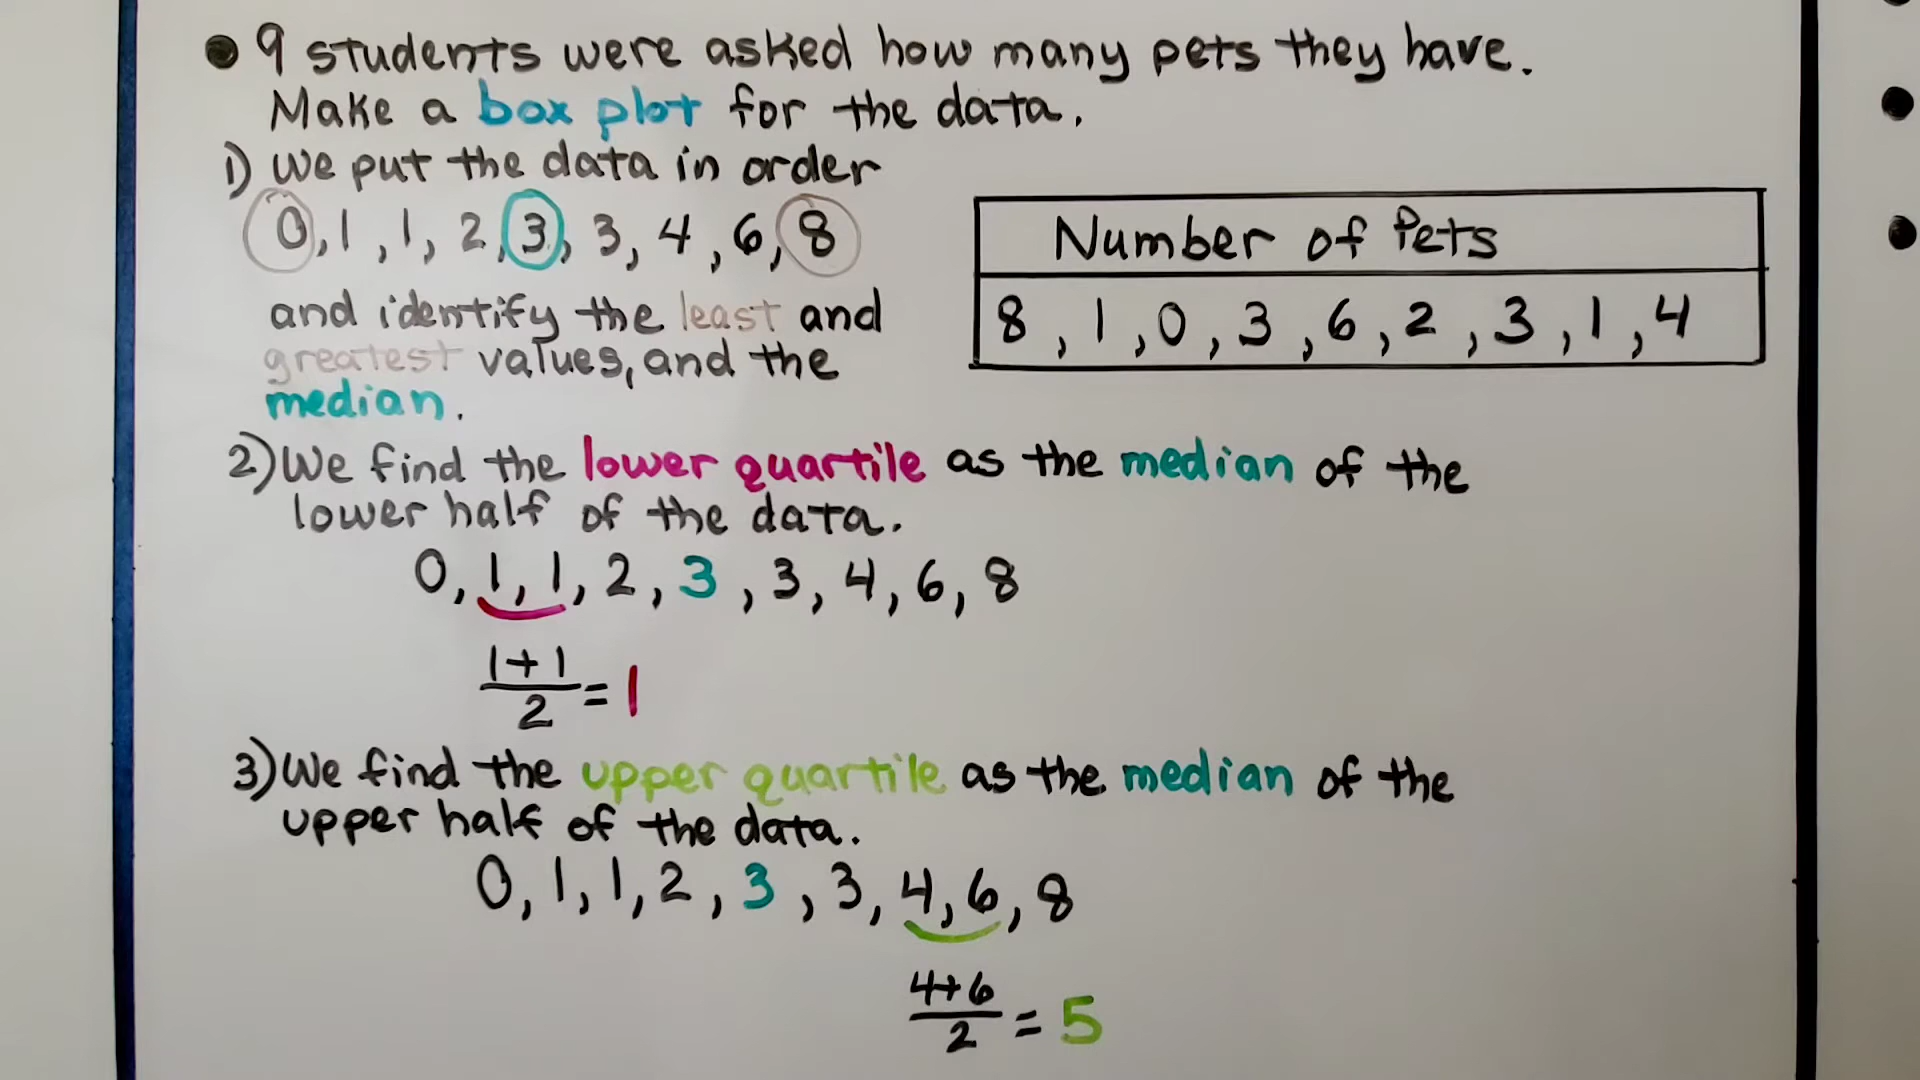 9 students were asked how many pets they have.
Make a box plot for the data.
1) We put the data in order
0, 1, 1, 2, 3, 3, 4, 6, 8
and identify the least and
greatest values, and the
median.
Number of Pets
8, 1, 0, 3, 6, 2, 3, 1, 4
2) We find the lower quartile as the median of the
lower half of the data.
0, 1, 1, 2, 3, 3, 4, 6, 8
1+1
2
= 1
3) We find the upper quartile as the median of the
upper half of the data.
0, 1, 1, 2, 3, 3, 4, 6, 8
4+6
2
= 5